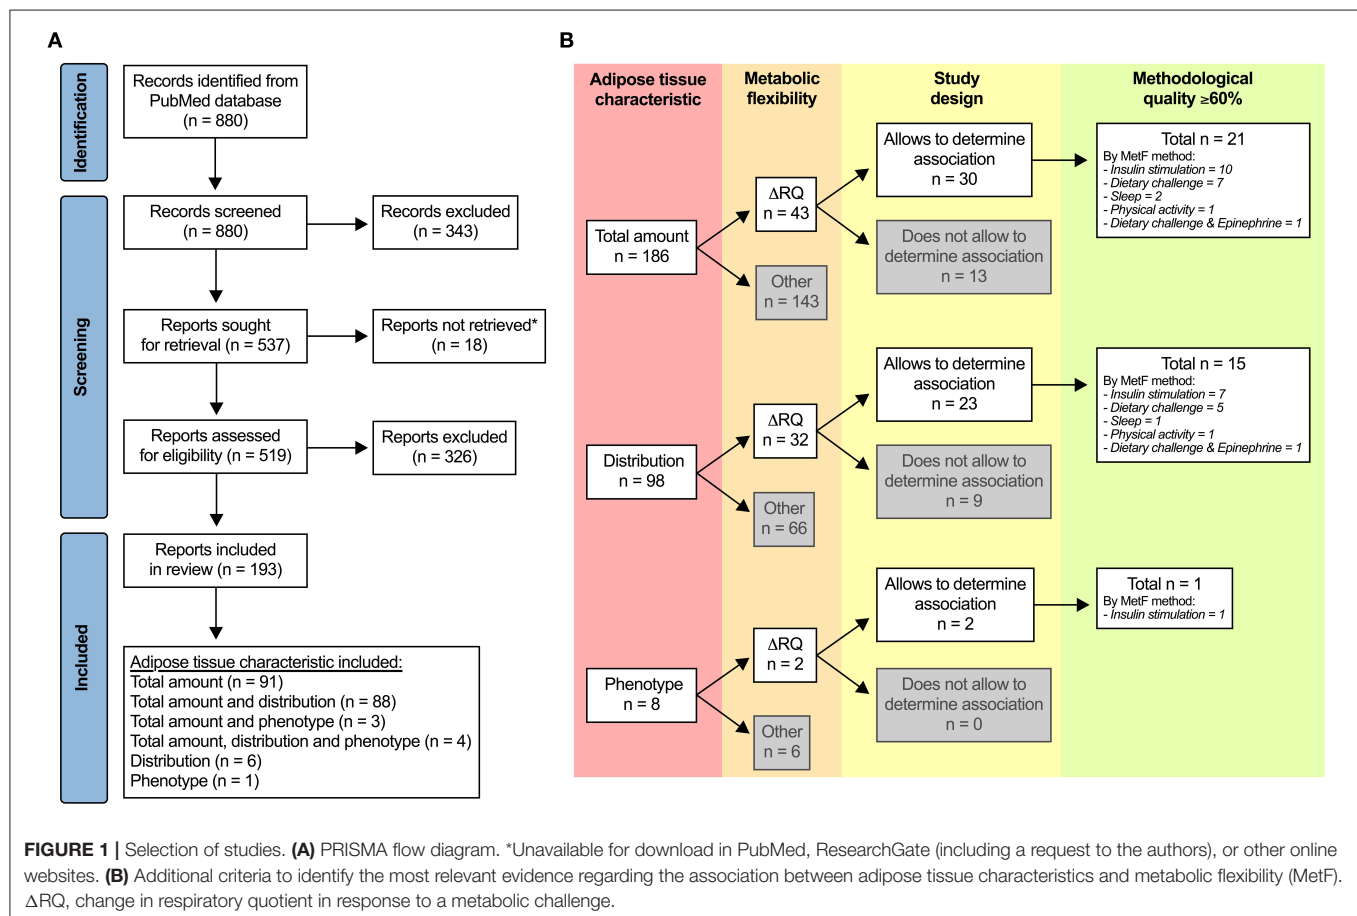 A
Identification
Records identified from
PubMed database
(n = 880)
Screening
Records screened
(n = 880)
Records excluded
(n = 343)
Reports sought
for retrieval (n = 537)
Reports not retrieved*
(n = 18)
Reports assessed
for eligibility (n = 519)
Reports excluded
(n = 326)
Included
Reports included
in review (n = 193)
Adipose tissue characteristic included:
Total amount (n = 91)
Total amount and distribution (n = 88)
Total amount and phenotype (n = 3)
Total amount, distribution and phenotype (n = 4)
Distribution (n = 6)
Phenotype (n = 1)
B
Adipose tissue
characteristic
Metabolic
flexibility
Study
design
Methodological
quality ≥60%
Total amount
n = 186
ΔRQ
n = 43
Other
n = 143
Allows to determine
association
n = 30
Does not allow to
determine association
n = 13
Total n = 21
By MetF method:
- Insulin stimulation = 10
- Dietary challenge = 7
- Sleep = 2
- Physical activity = 1
- Dietary challenge & Epinephrine = 1
Distribution
n = 98
ΔRQ
n = 32
Other
n = 66
Allows to determine
association
n = 23
Does not allow to
determine association
n = 9
Total n = 15
By MetF method:
- Insulin stimulation = 7
- Dietary challenge = 5
- Sleep = 1
- Physical activity = 1
- Dietary challenge & Epinephrine = 1
Phenotype
n = 8
ΔRQ
n = 2
Other
n = 6
Allows to determine
association
n = 2
Does not allow to
determine association
n = 0
Total n = 1
By MetF method:
- Insulin stimulation = 1
FIGURE 1 | Selection of studies. (A) PRISMA flow diagram. *Unavailable for download in PubMed, ResearchGate (including a request to the authors), or other online
websites. (B) Additional criteria to identify the most relevant evidence regarding the association between adipose tissue characteristics and metabolic flexibility (MetF).
ΔRQ, change in respiratory quotient in response to a metabolic challenge.